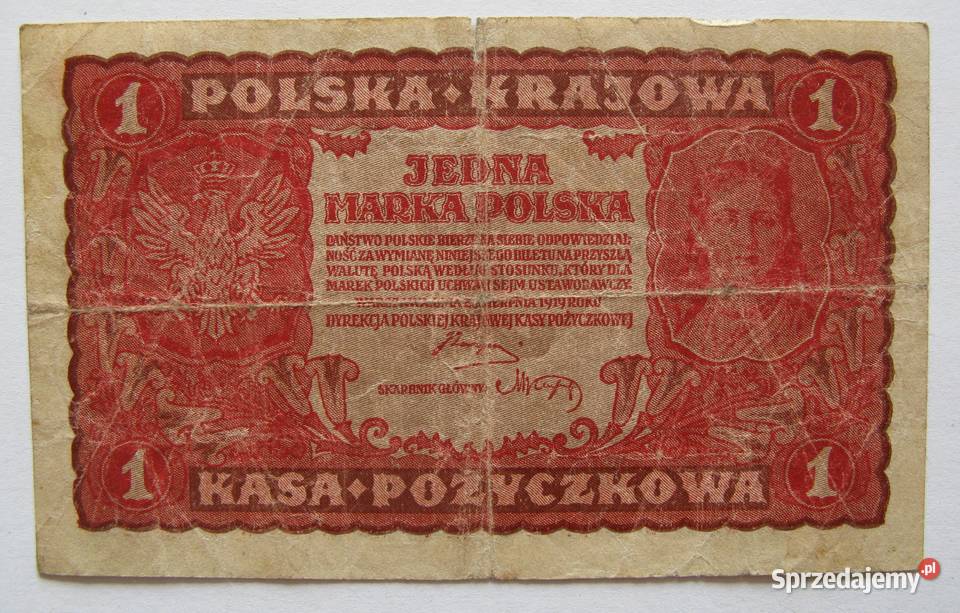 1 POLSKA • KRAJOWA 1
JEDNA
MARKA POLSKA
PAŃSTWO POLSKIE BIERZE NA SIEBIE ODPOWIEDZIAL
NOŚĆ ZA WYMIANĘ NINIEJSZEGO BILETU NA PRZYSZŁĄ
WALUTĘ POLSKĄ WEDŁUG STOSUNKU, KTÓRY DLA
MAREK POLSKICH UCHWALI SEJM USTAWODAWCZY.
WARSZAWA DNIA SIERPNIA 1919 ROKU
DYREKCJA POLSKIEJ KRAJOWEJ KASY POŻYCZKOWEJ
SKARBNIK GŁÓWNY
1 KASA • POŻYCZKOWA 1
Sprzedajemy.pl